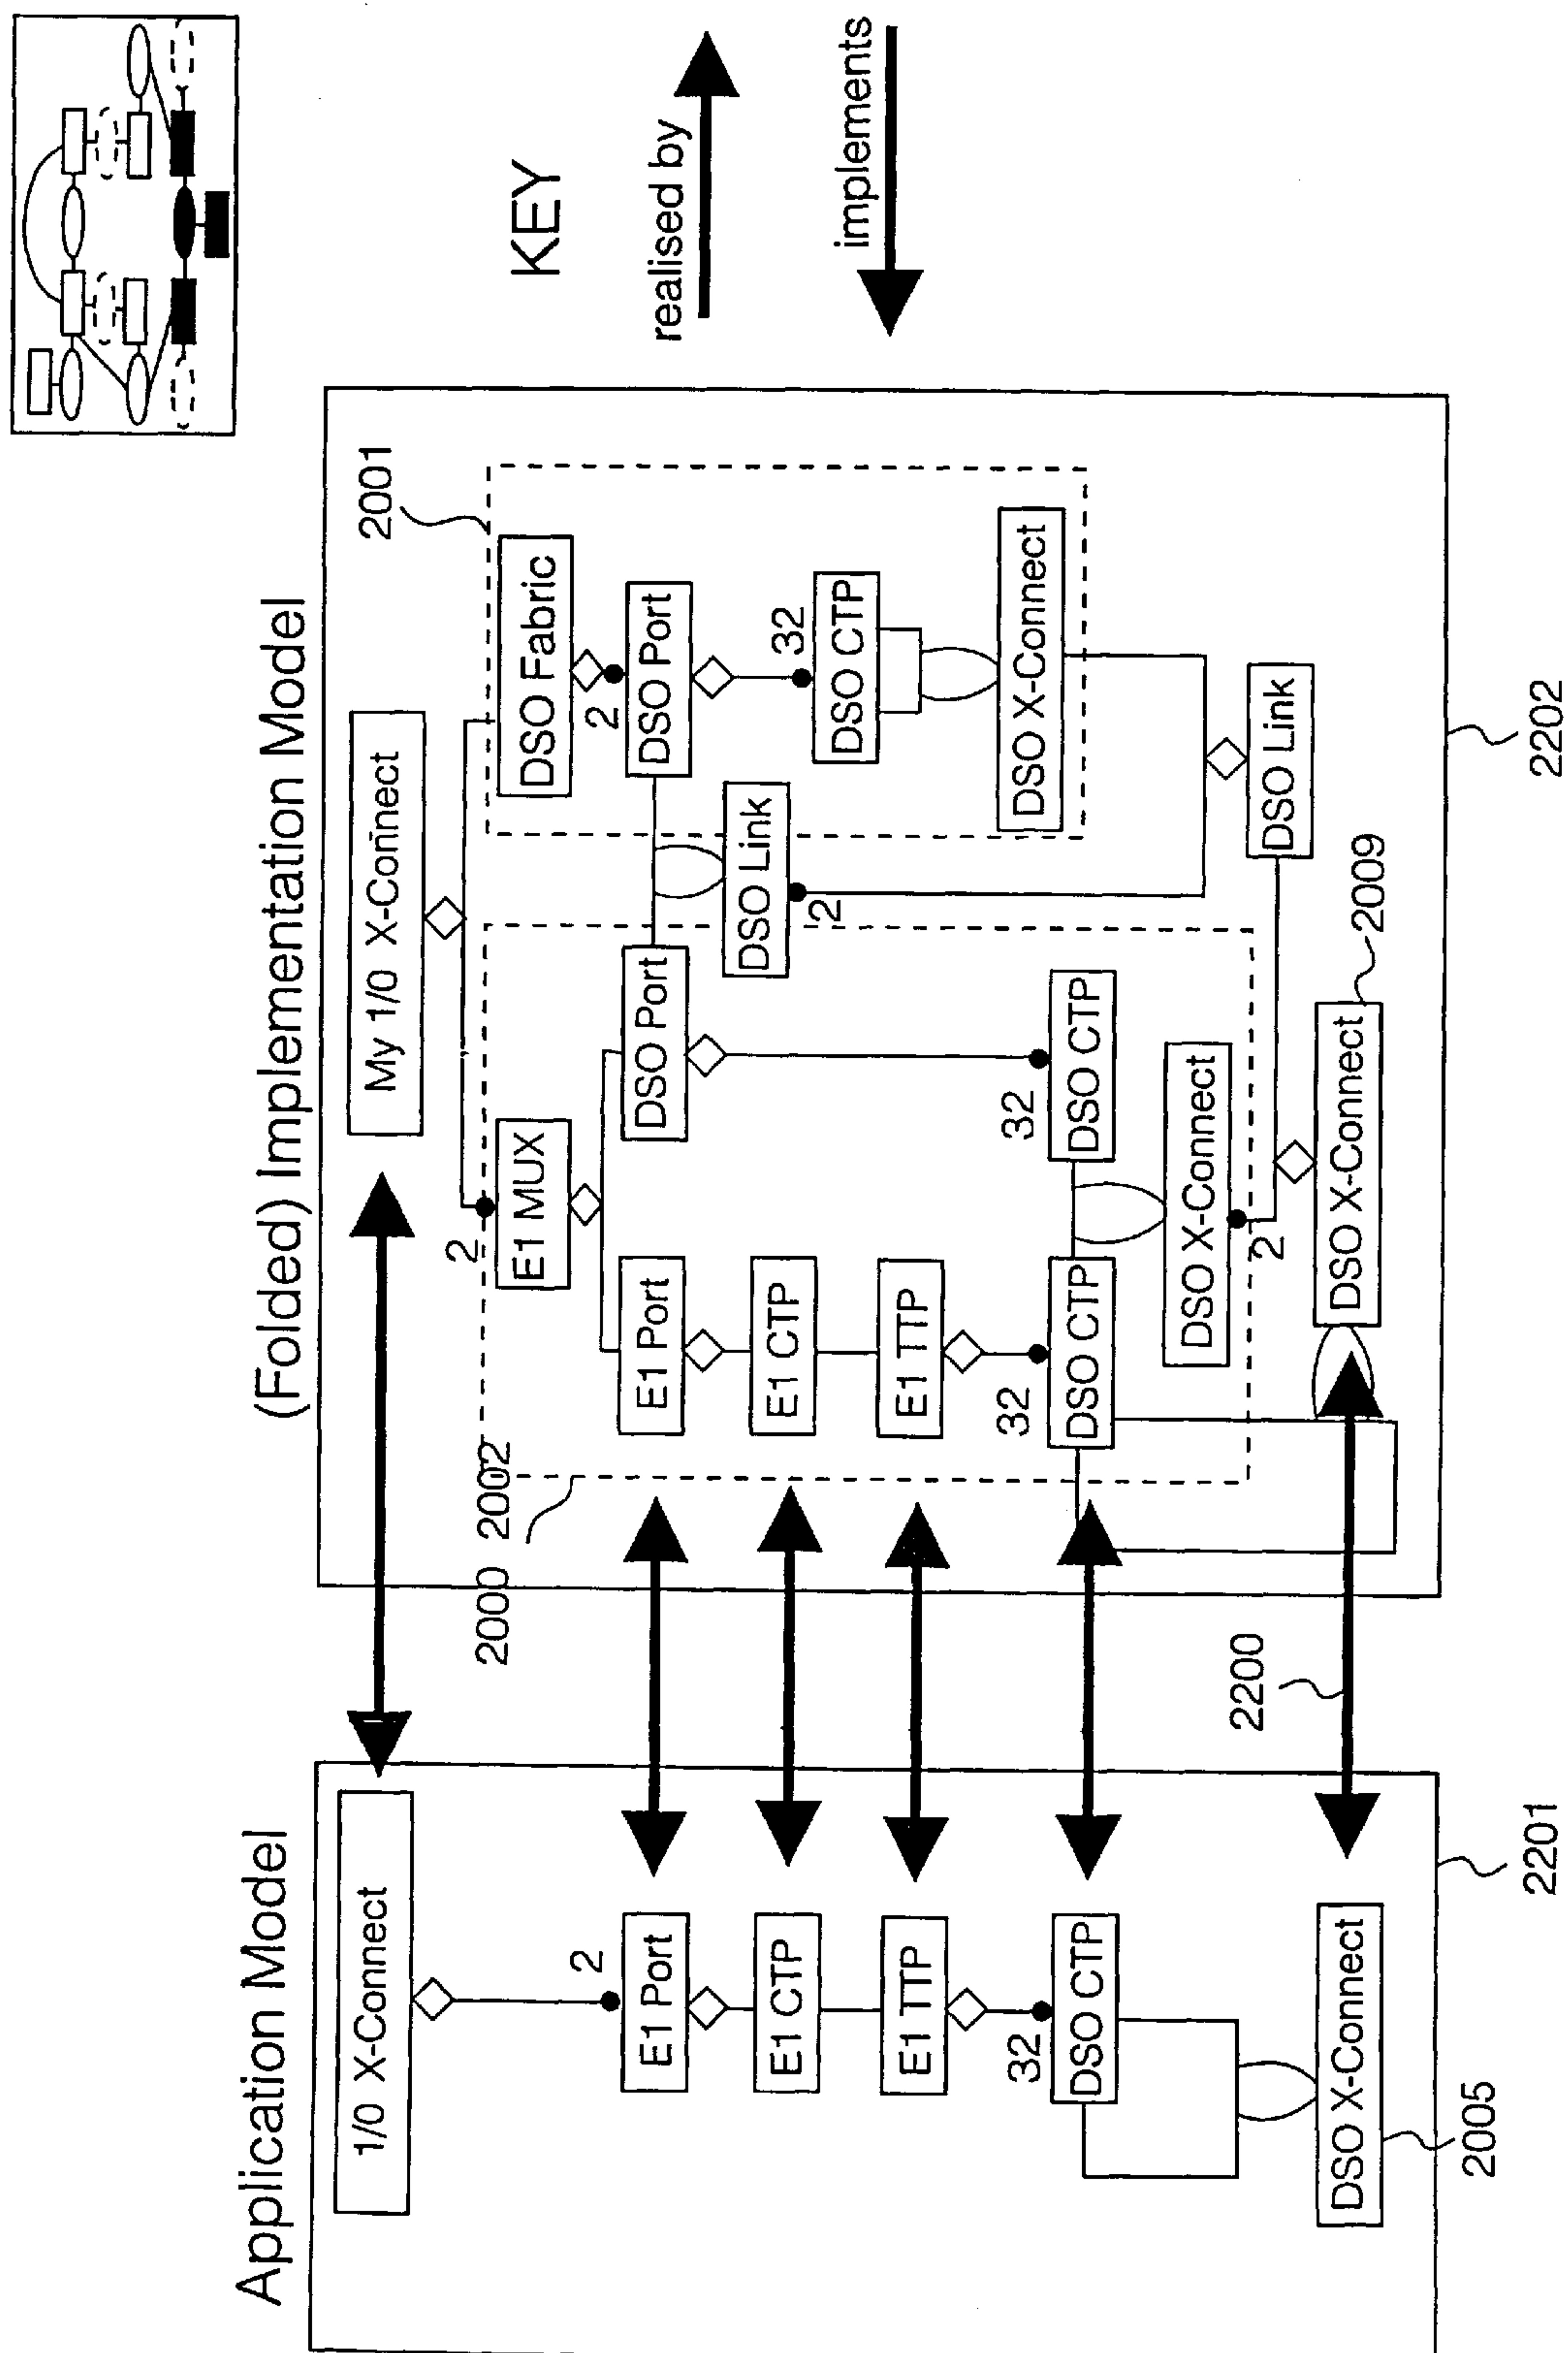 Application Model
1/0 X-Connect
2
E1 Port
E1 CTP
E1 TTP
32
DSO CTP
DSO X-Connect
2005
2201
2200
(Folded) Implementation Model
My 1/0 X-Connect
2000
2002
2
E1 MUX
E1 Port
E1 CTP
E1 TTP
32
DSO CTP
DSO Port
32
DSO CTP
DSO X-Connect
2
DSO Link
2
2001
DSO Fabric
2
DSO Port
32
DSO CTP
DSO X-Connect
DSO Link
DSO X-Connect
2009
2202
KEY
realised by
implements